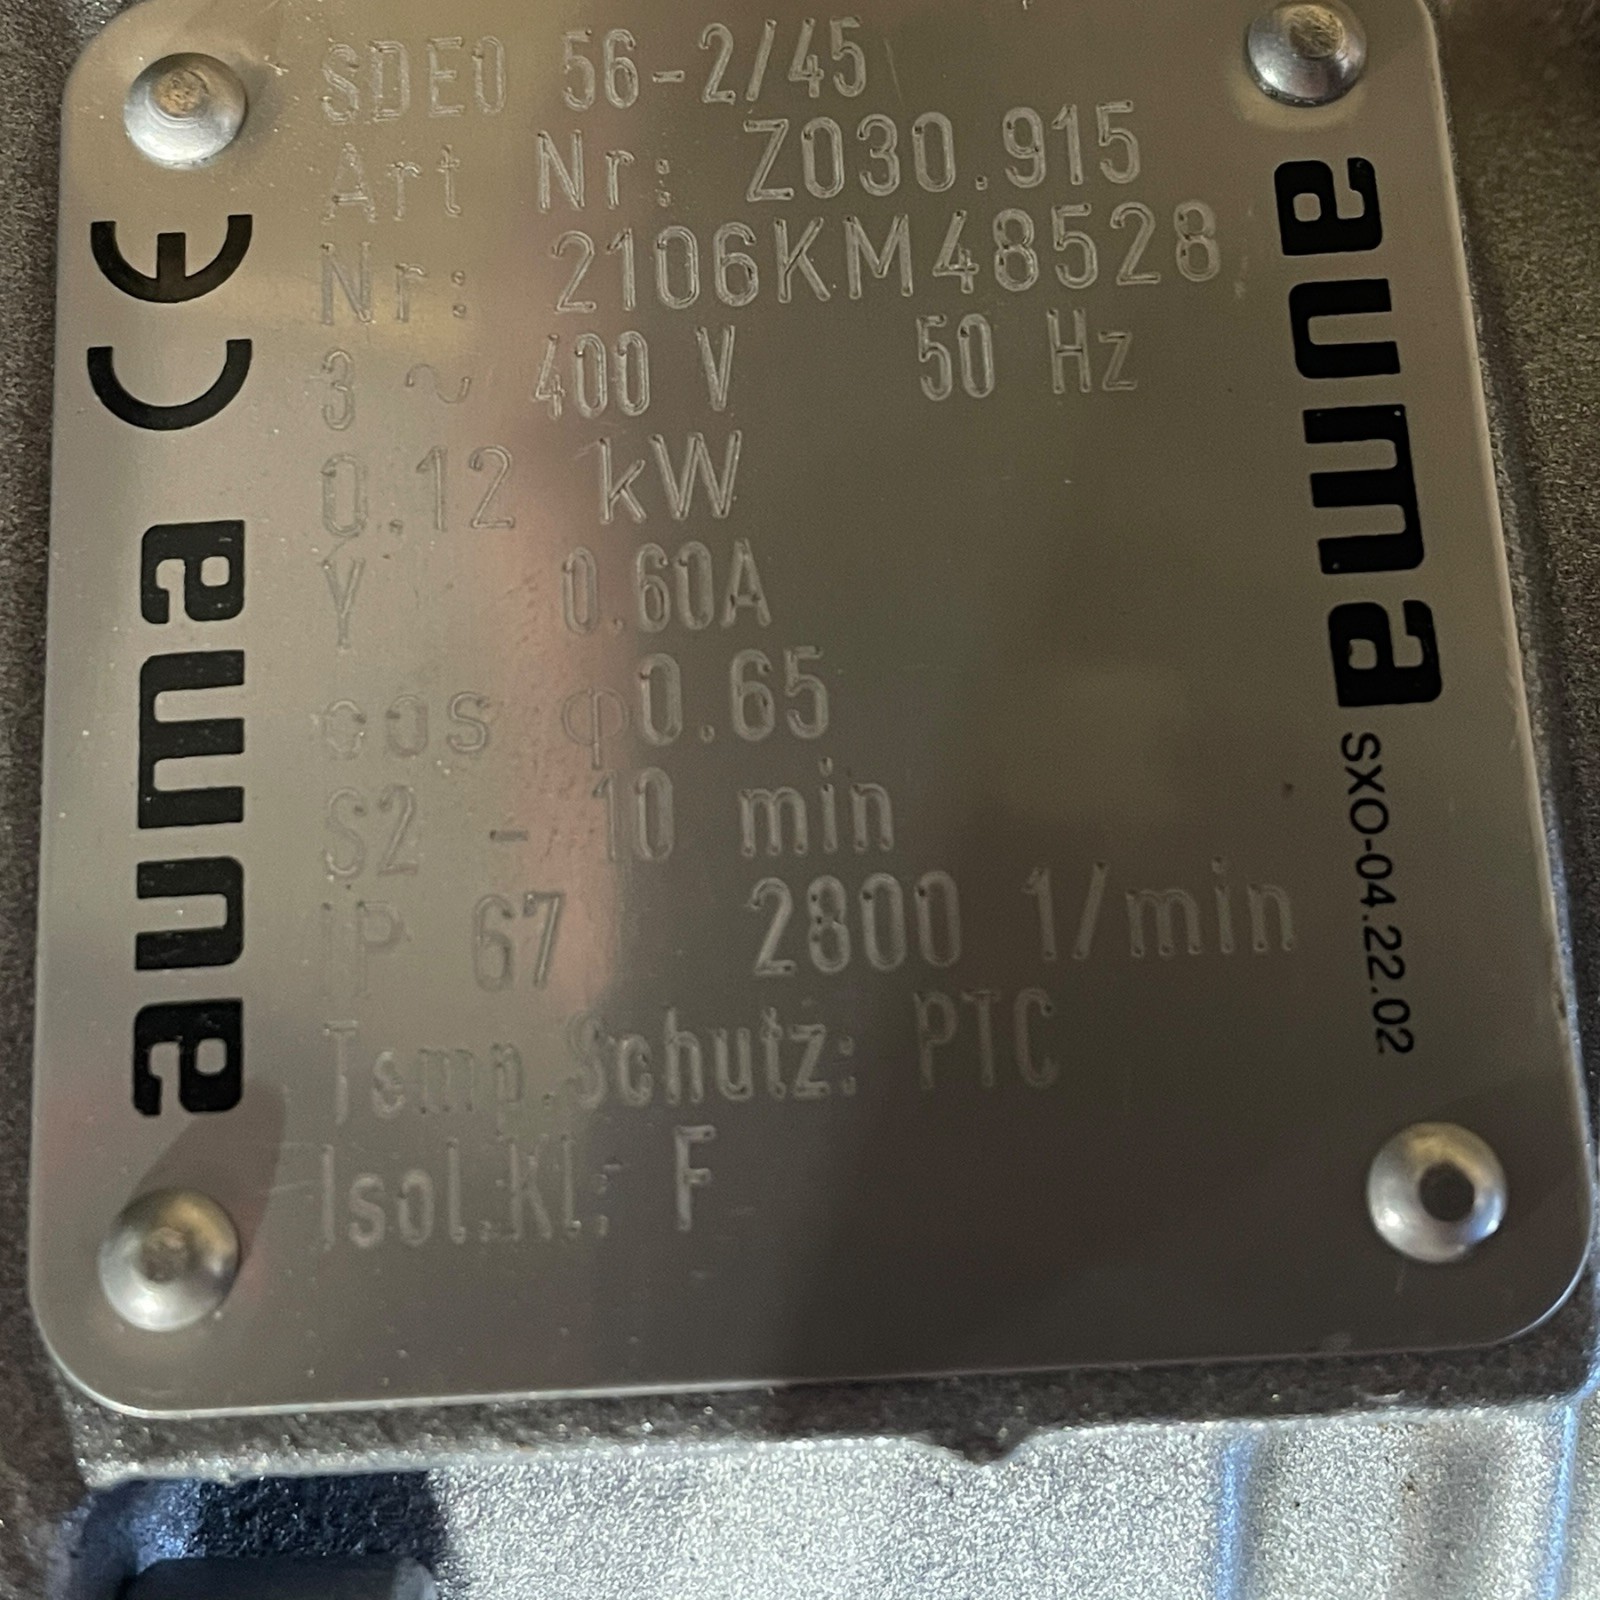 SDE0 56-2/45
Art Nr: Z030.915
Nr: 2106KM48528
3 ~ 400 V 50 Hz
0.12 kW
Y 0.60A
cos φ0.65
S2 - 10 min
IP 67 2800 1/min
Temp.Schutz: PTC
Isol.Kl: F
CE
auma
auma
SXO-04.22.02